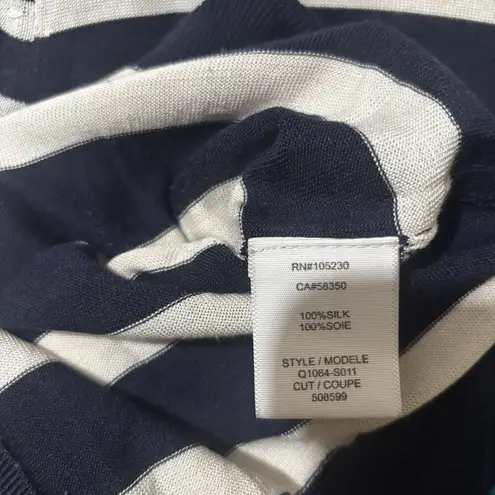 RN#105230
CA#56350
100%SILK
100%SOIE
STYLE / MODELE
Q1064-S011
CUT / COUPE
508599